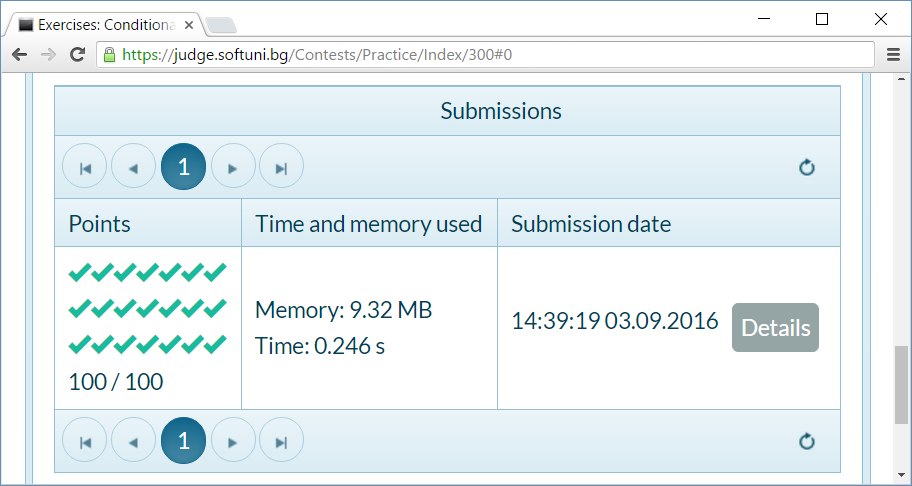 Exercises: Conditiona
https://judge.softuni.bg/Contests/Practice/Index/300#0
Submissions
1
Points
Time and memory used
Submission date
100 / 100
Memory: 9.32 MB
Time: 0.246 s
14:39:19 03.09.2016
Details
1